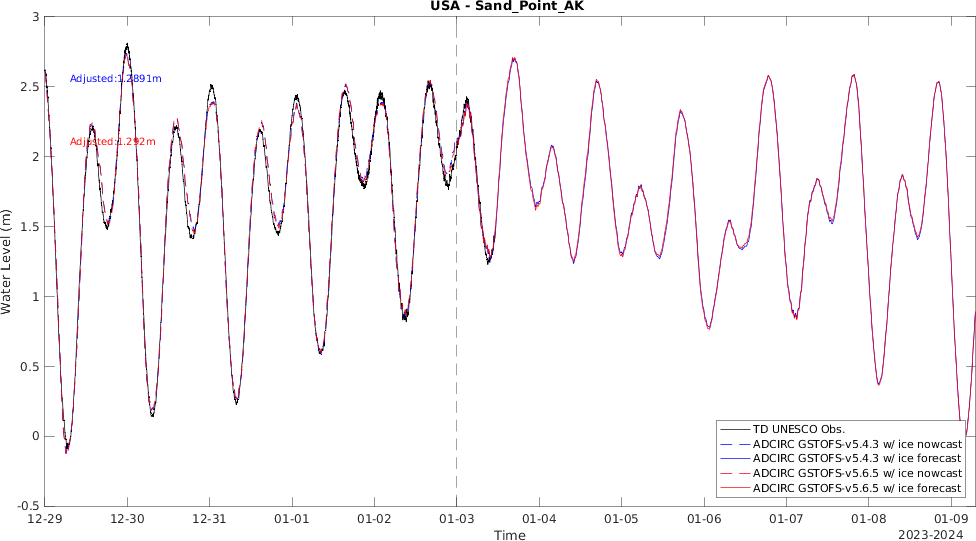 USA - Sand_Point_AK
3
2.5
2
1.5
1
0.5
0
-0.5
Water Level (m)
Adjusted:1.2891m
Adjusted:1.292m
TD UNESCO Obs.
ADCIRC GSTOFS-v5.4.3 w/ ice nowcast
ADCIRC GSTOFS-v5.4.3 w/ ice forecast
ADCIRC GSTOFS-v5.6.5 w/ ice nowcast
ADCIRC GSTOFS-v5.6.5 w/ ice forecast
12-29 12-30 12-31 01-01 01-02 01-03 01-04 01-05 01-06 01-07 01-08 01-09
Time
2023-2024